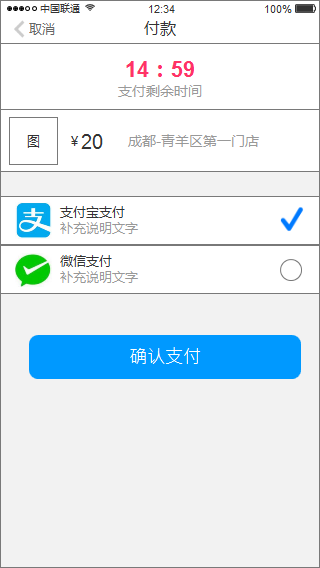 中国联通 12:34 100%
取消 付款
14 : 59
支付剩余时间
图 ¥20 成都-青羊区第一门店
支 支付宝支付
补充说明文字
微信支付
补充说明文字
确认支付